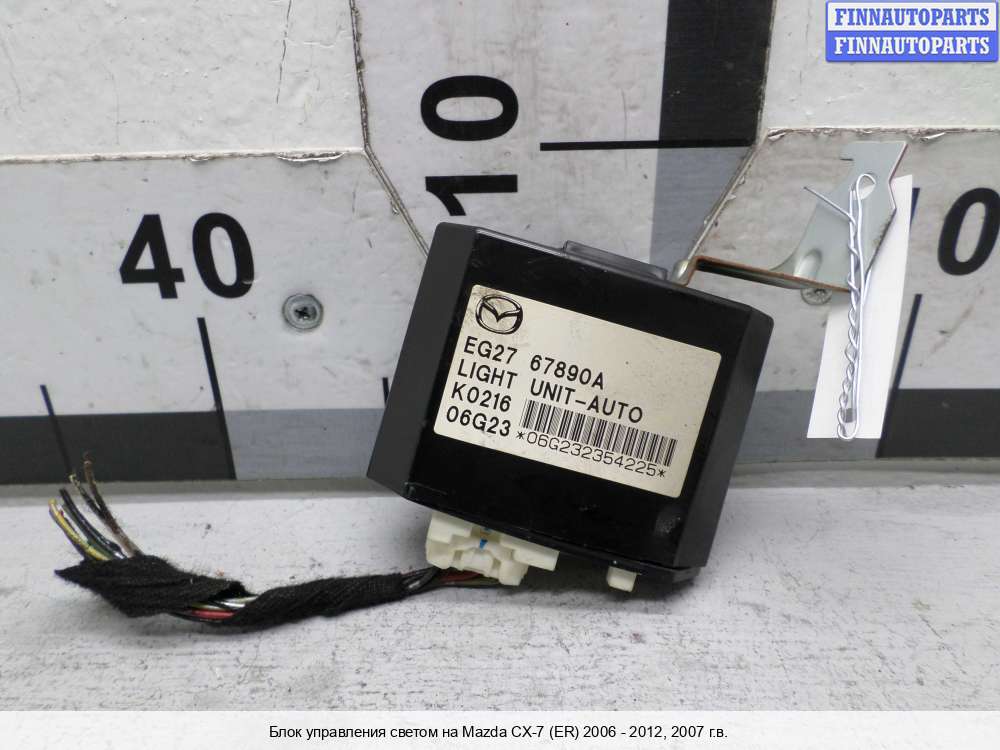 FINNAUTOPARTS
FINNAUTOPARTS
10
40
0
EG27 67890A
LIGHT UNIT-AUTO
K0216
06G23 *06G232354225*
Блок управления светом на Mazda CX-7 (ER) 2006 - 2012, 2007 г.в.